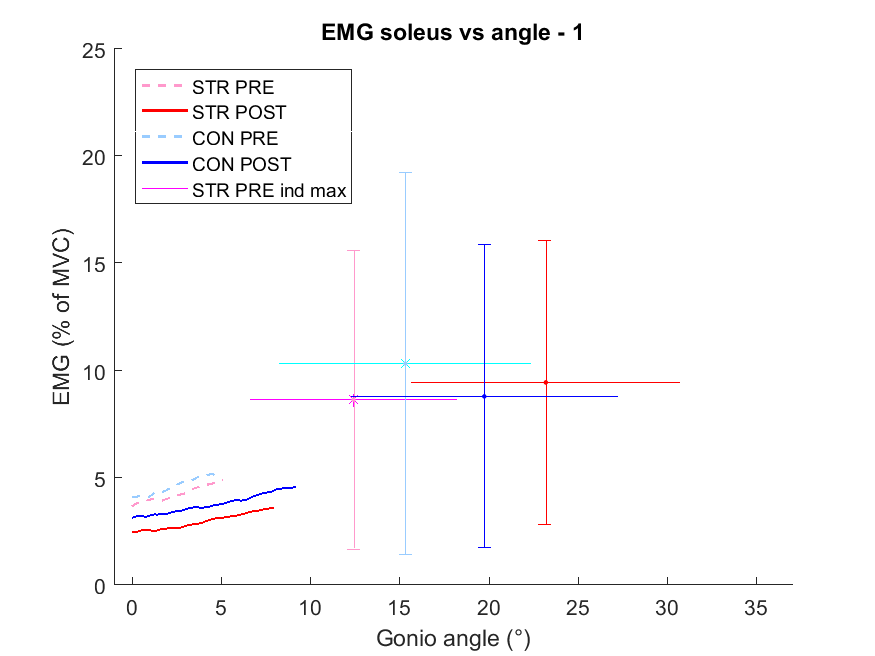 EMG soleus vs angle - 1
25
20
15
10
5
0
EMG (% of MVC)
STR PRE
STR POST
CON PRE
CON POST
STR PRE ind max
0 5 10 15 20 25 30 35
Gonio angle (°)